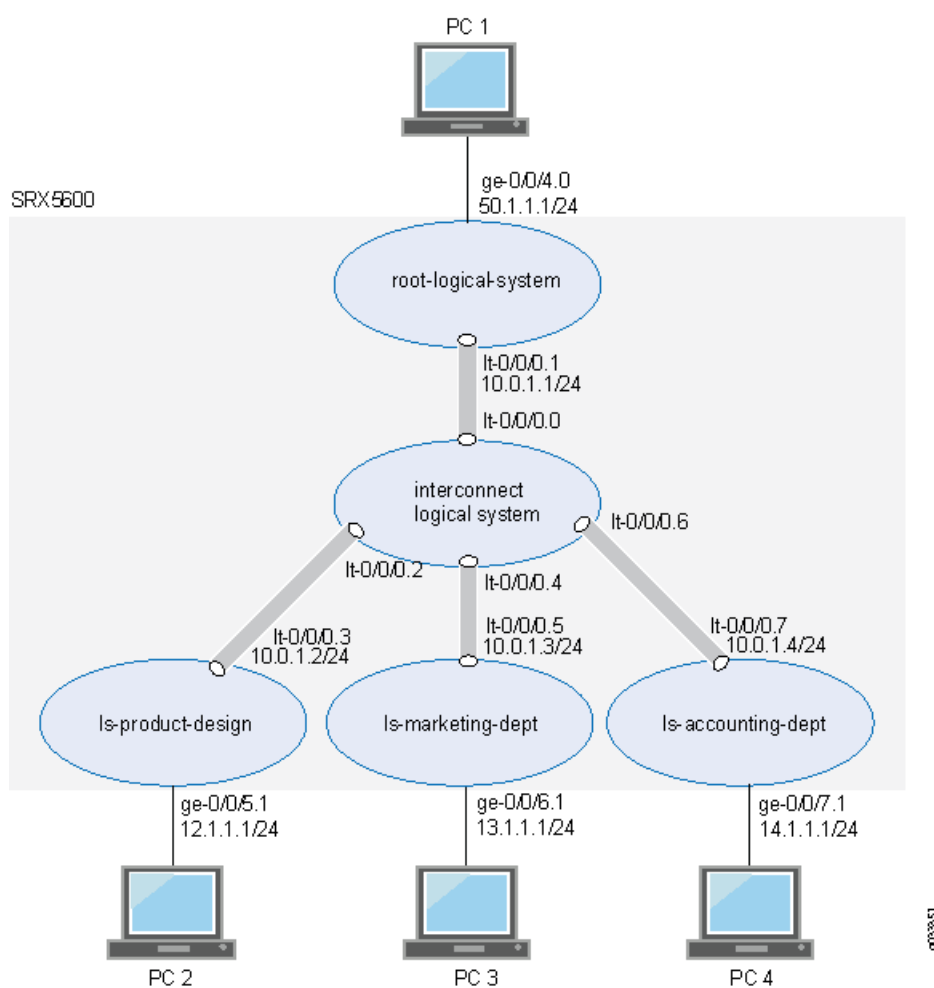 PC 1
ge-0/0/4.0
50.1.1.1/24
SRX5600
root-logical-system
lt-0/0/0.1
10.0.1.1/24
lt-0/0/0.0
interconnect
logical system
lt-0/0/0.6
lt-0/0/0.2
lt-0/0/0.4
lt-0/0/0.3
10.0.1.2/24
lt-0/0/0.5
10.0.1.3/24
lt-0/0/0.7
10.0.1.4/24
ls-product-design
ls-marketing-dept
ls-accounting-dept
ge-0/0/5.1
12.1.1.1/24
ge-0/0/6.1
13.1.1.1/24
ge-0/0/7.1
14.1.1.1/24
PC 2
PC 3
PC 4